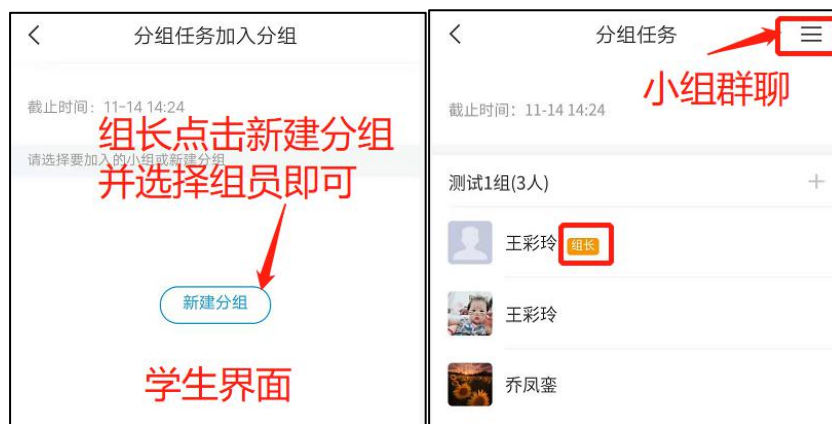 分组任务加入分组
截止时间：11-14 14:24
组长点击新建分组
请选择要加入的小组或新建分组
并选择组员即可
新建分组
学生界面
分组任务
小组群聊
截止时间：11-14 14:24
测试1组(3人)
王彩玲 组长
王彩玲
乔凤銮